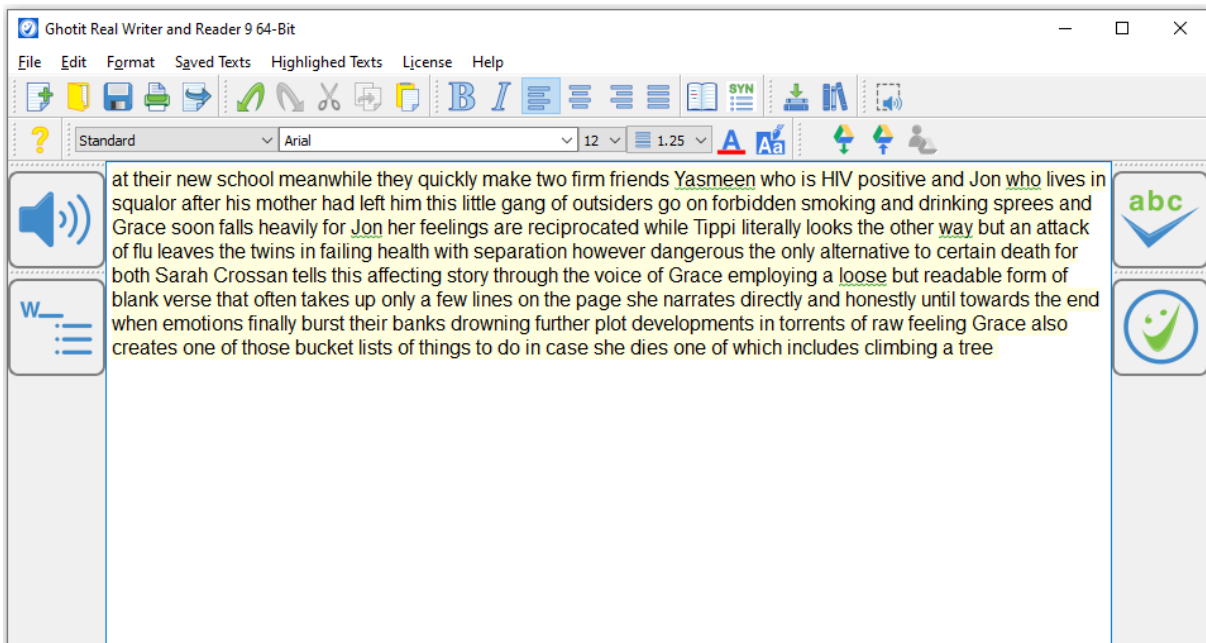 Ghotit Real Writer and Reader 9 64-Bit
File Edit Format Saved Texts Highlighed Texts License Help
B I SYN
? Standard Arial 12 1.25 A Aa
at their new school meanwhile they quickly make two firm friends Yasmeen who is HIV positive and Jon who lives in
squalor after his mother had left him this little gang of outsiders go on forbidden smoking and drinking sprees and
Grace soon falls heavily for Jon her feelings are reciprocated while Tippi literally looks the other way but an attack
of flu leaves the twins in failing health with separation however dangerous the only alternative to certain death for
both Sarah Crossan tells this affecting story through the voice of Grace employing a loose but readable form of
blank verse that often takes up only a few lines on the page she narrates directly and honestly until towards the end
when emotions finally burst their banks drowning further plot developments in torrents of raw feeling Grace also
creates one of those bucket lists of things to do in case she dies one of which includes climbing a tree
abc
W